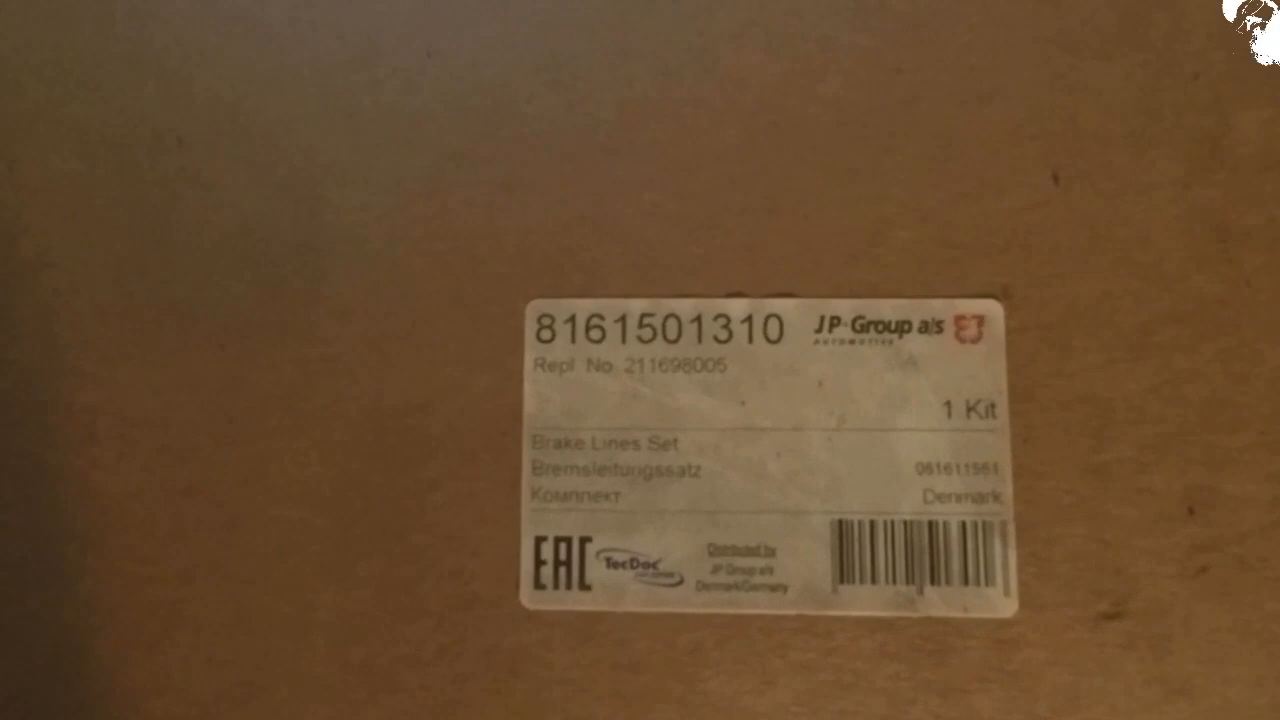 8161501310 JP Group a/s
AUTOMOTIVE
Repl No 211698005
1 Kit
Brake Lines Set
Bremsleitungssatz 061611561
Комплект Denmark
EAC TecDoc
Distributed by
JP Group a/s
Denmark/Germany